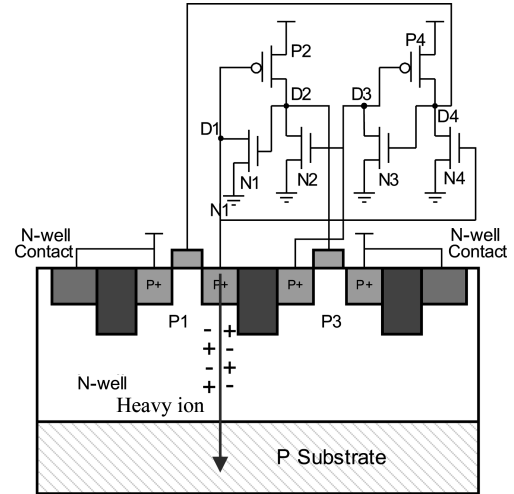 P2
P4
D2
D3
D1
D4
N1
N2
N3
N4
N1
N-well
Contact
N-well
Contact
P+
P+
P+
P+
P1
P3
- +
+ -
- +
+ -
N-well
Heavy ion
P Substrate